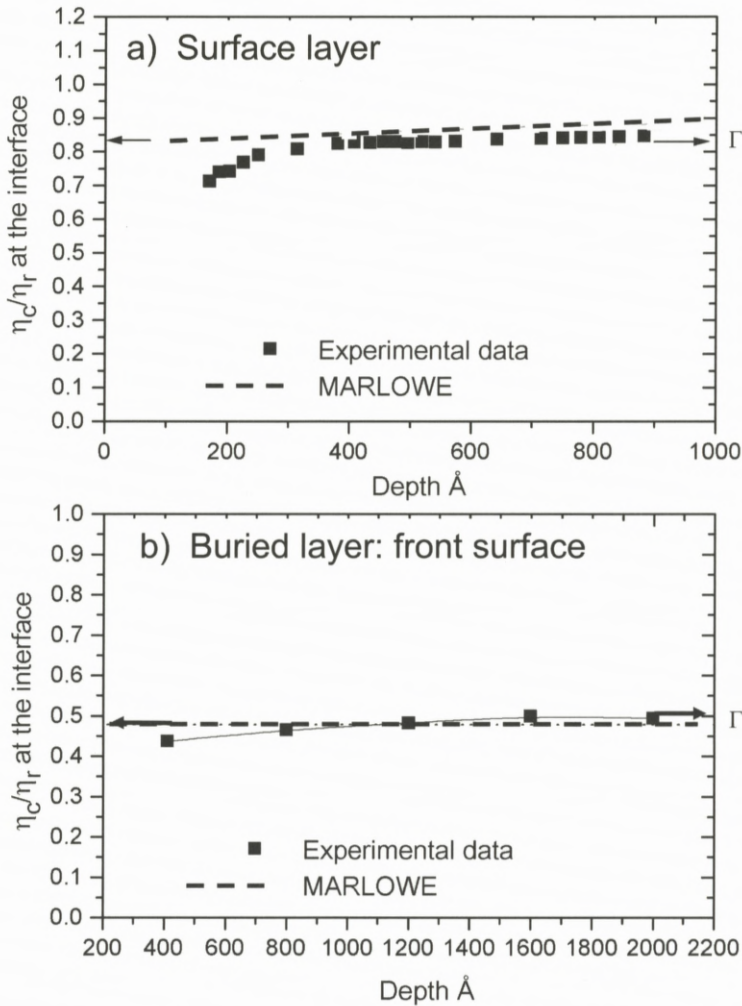 a) Surface layer
1.2
1.1
1.0
0.9
0.8
0.7
0.6
0.5
0.4
0.3
0.2
0.1
0.0
ηc/ηr at the interface
Γ
Experimental data
MARLOWE
0 200 400 600 800 1000
Depth Å
b) Buried layer: front surface
1.0
0.9
0.8
0.7
0.6
0.5
0.4
0.3
0.2
0.1
0.0
ηc/ηr at the interface
Γ
Experimental data
MARLOWE
200 400 600 800 1000 1200 1400 1600 1800 2000 2200
Depth Å